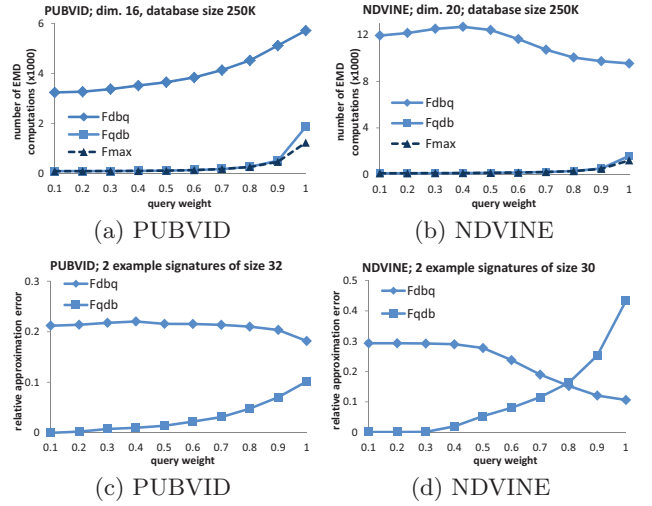 PUBVID; dim. 16, database size 250K
number of EMD computations (x1000)
6
4
2
0
Fdbq
Fqdb
Fmax
0.1 0.2 0.3 0.4 0.5 0.6 0.7 0.8 0.9 1
query weight
(a) PUBVID
NDVINE; dim. 20; database size 250K
number of EMD computations (x1000)
12
8
4
0
Fdbq
Fqdb
Fmax
0.1 0.2 0.3 0.4 0.5 0.6 0.7 0.8 0.9 1
query weight
(b) NDVINE
PUBVID; 2 example signatures of size 32
relative approximation error
0.3
0.2
0.1
0
Fdbq
Fqdb
0.1 0.2 0.3 0.4 0.5 0.6 0.7 0.8 0.9 1
query weight
(c) PUBVID
NDVINE; 2 example signatures of size 30
relative approximation error
0.5
0.4
0.3
0.2
0.1
0
Fdbq
Fqdb
0.1 0.2 0.3 0.4 0.5 0.6 0.7 0.8 0.9 1
query weight
(d) NDVINE